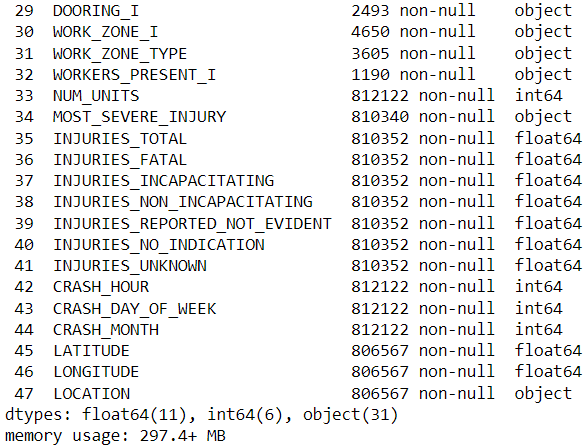 29 DOORING_I 2493 non-null object
30 WORK_ZONE_I 4650 non-null object
31 WORK_ZONE_TYPE 3605 non-null object
32 WORKERS_PRESENT_I 1190 non-null object
33 NUM_UNITS 812122 non-null int64
34 MOST_SEVERE_INJURY 810340 non-null object
35 INJURIES_TOTAL 810352 non-null float64
36 INJURIES_FATAL 810352 non-null float64
37 INJURIES_INCAPACITATING 810352 non-null float64
38 INJURIES_NON_INCAPACITATING 810352 non-null float64
39 INJURIES_REPORTED_NOT_EVIDENT 810352 non-null float64
40 INJURIES_NO_INDICATION 810352 non-null float64
41 INJURIES_UNKNOWN 810352 non-null float64
42 CRASH_HOUR 812122 non-null int64
43 CRASH_DAY_OF_WEEK 812122 non-null int64
44 CRASH_MONTH 812122 non-null int64
45 LATITUDE 806567 non-null float64
46 LONGITUDE 806567 non-null float64
47 LOCATION 806567 non-null object
dtypes: float64(11), int64(6), object(31)
memory usage: 297.4+ MB